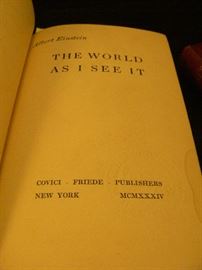 Albert Einstein
THE WORLD
AS I SEE IT
COVICI · FRIEDE · PUBLISHERS
NEW YORK MCMXXXIV